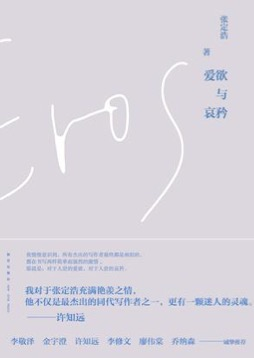 张定浩
著
爱欲
与
哀矜
Eros
我对于张定浩充满艳羡之情。
他不仅是最杰出的同代写作者之一，更有一颗迷人的灵魂。
——许知远
李敬泽 金宇澄 许知远 李修文 廖伟棠 乔纳森 ———诚挚推荐